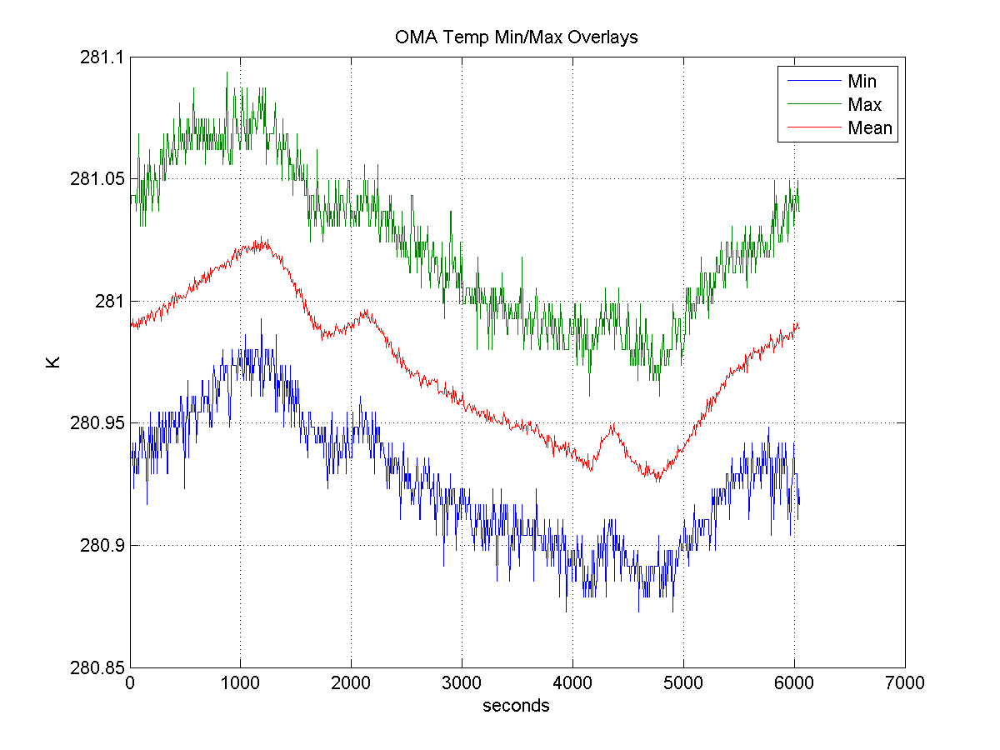 OMA Temp Min/Max Overlays
281.1
281.05
281
280.95
280.9
280.85
K
Min
Max
Mean
0 1000 2000 3000 4000 5000 6000 7000
seconds